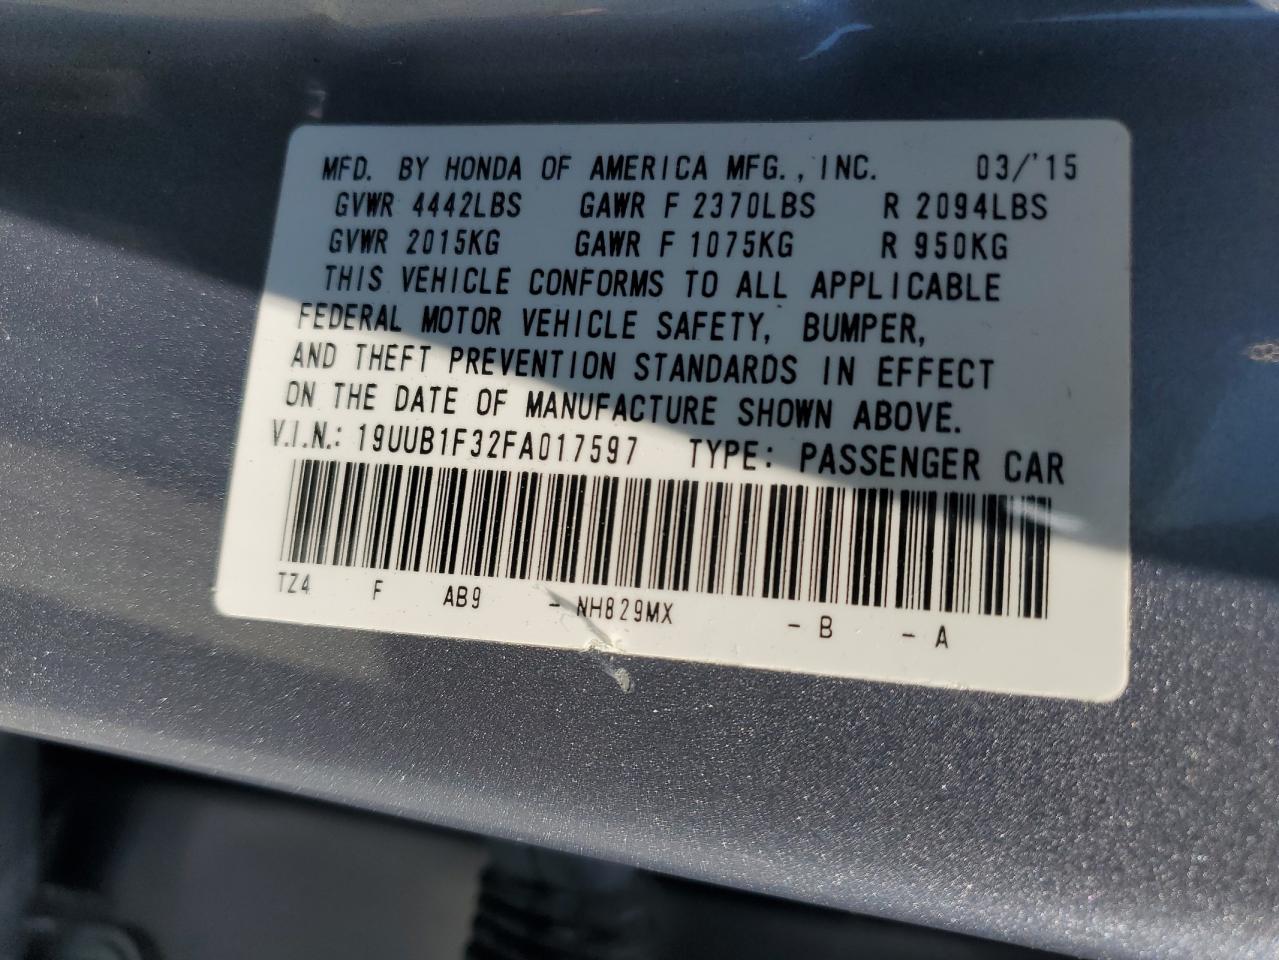 MFD. BY HONDA OF AMERICA MFG., INC. 03/'15
GVWR 4442LBS GAWR F 2370LBS R 2094LBS
GVWR 2015KG GAWR F 1075KG R 950KG
THIS VEHICLE CONFORMS TO ALL APPLICABLE
FEDERAL MOTOR VEHICLE SAFETY, BUMPER,
AND THEFT PREVENTION STANDARDS IN EFFECT
ON THE DATE OF MANUFACTURE SHOWN ABOVE.
V.I.N.: 19UUB1F32FA017597 TYPE: PASSENGER CAR
TZ4 F AB9 - NH829MX - B - A